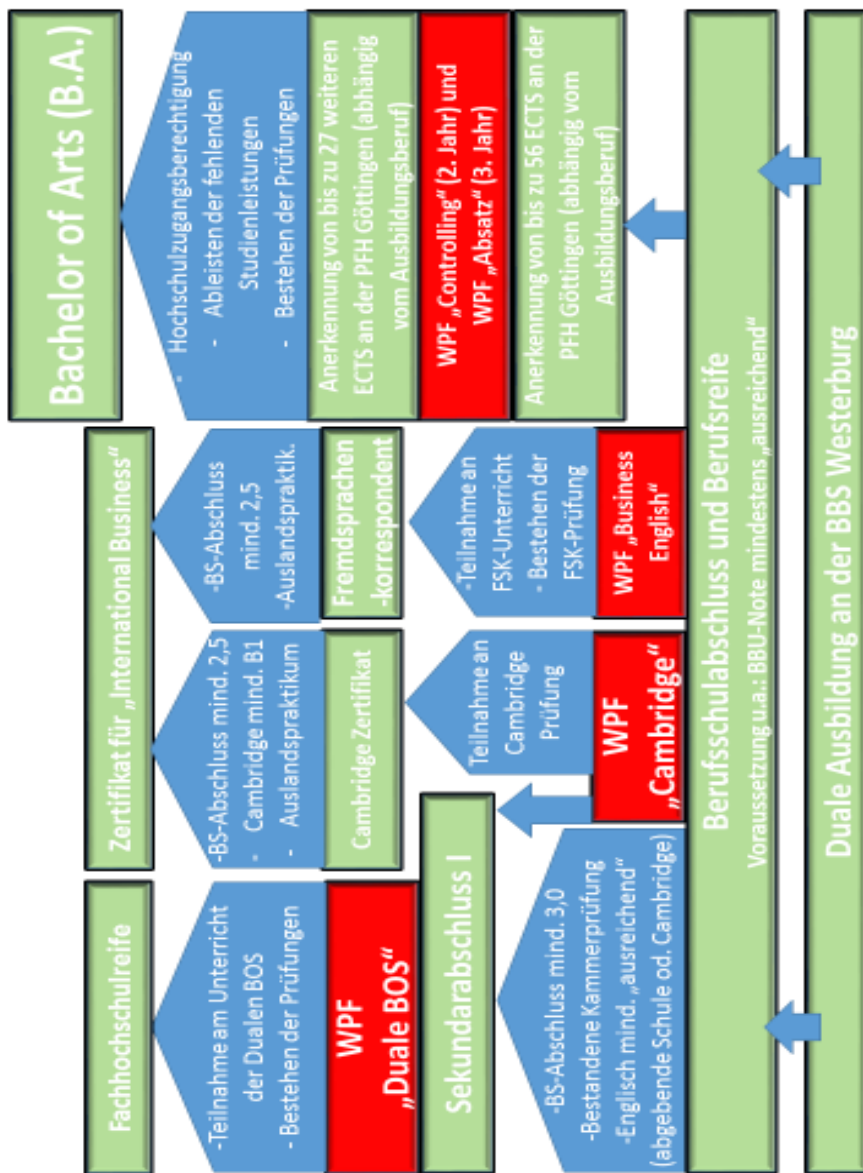 Bachelor of Arts (B.A.)
- Hochschulzugangsberechtigung
- Ableisten der fehlenden
Studienleistungen
- Bestehen der Prüfungen
Anerkennung von bis zu 27 weiteren
ECTS an der PFH Göttingen (abhängig
vom Ausbildungsberuf)
WPF „Controlling“ (2. Jahr) und
WPF „Absatz“ (3. Jahr)
Anerkennung von bis zu 56 ECTS an der
PFH Göttingen (abhängig vom
Ausbildungsberuf)
Zertifikat für „International Business“
-BS-Abschluss
mind. 2,5
-Auslandspraktik.
Fremdsprachen
-korrespondent
-Teilnahme an
FSK-Unterricht
- Bestehen der
FSK-Prüfung
WPF „Business
English“
-BS-Abschluss mind. 2,5
- Cambridge mind. B1
- Auslandspraktikum
Cambridge Zertifikat
Teilnahme an
Cambridge
Prüfung
WPF
„Cambridge“
Fachhochschulreife
-Teilnahme am Unterricht
der Dualen BOS
- Bestehen der Prüfungen
WPF
„Duale BOS“
Sekundarabschluss I
-BS-Abschluss mind. 3,0
-Bestandene Kammerprüfung
-Englisch mind. „ausreichend“
(abgebende Schule od. Cambridge)
Berufsschulabschluss und Berufsreife
Voraussetzung u.a.: BBU-Note mindestens „ausreichend“
Duale Ausbildung an der BBS Westerburg